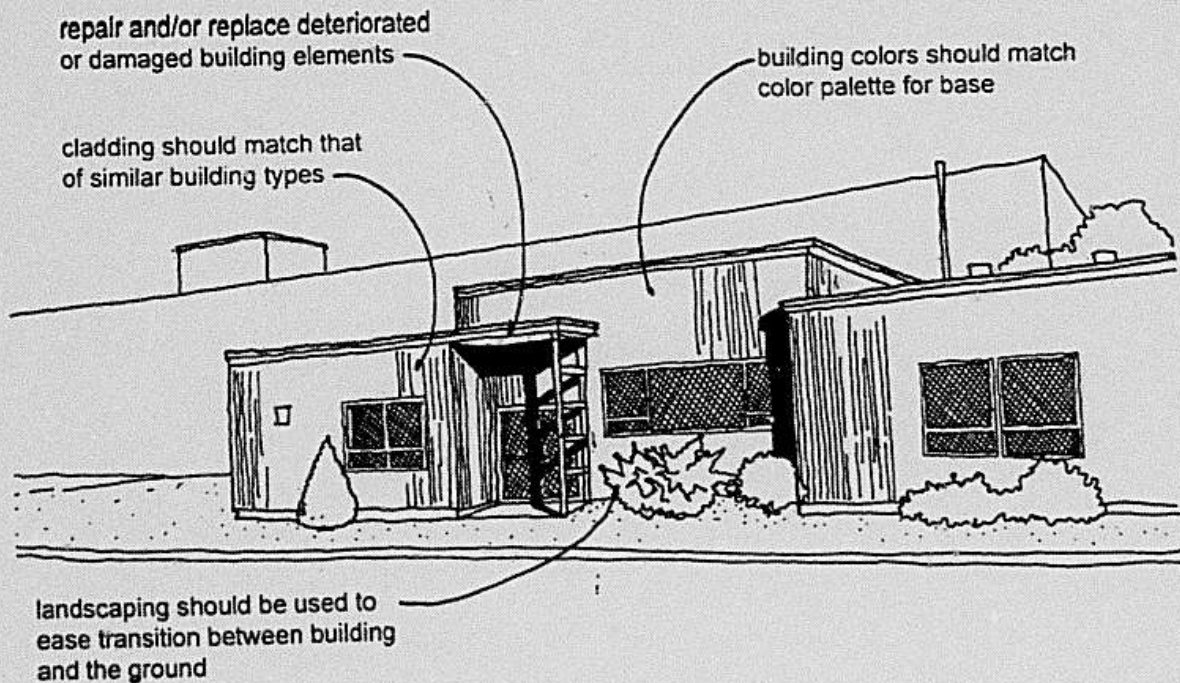 repair and/or replace deteriorated
or damaged building elements
building colors should match
color palette for base
cladding should match that
of similar building types
landscaping should be used to
ease transition between building
and the ground